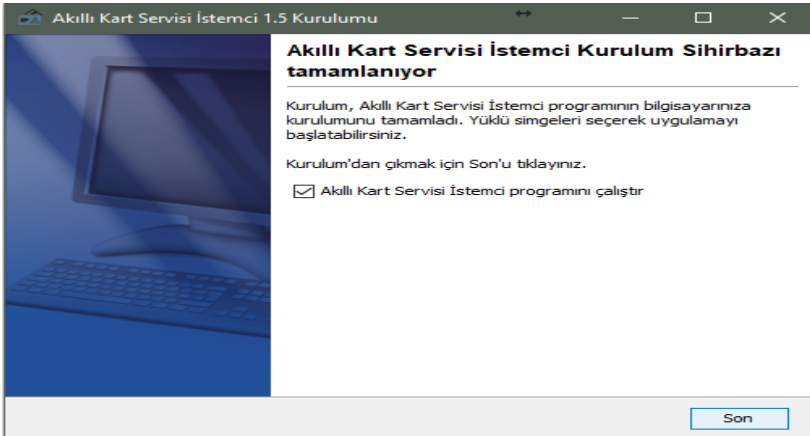 Akıllı Kart Servisi İstemci 1.5 Kurulumu
Akıllı Kart Servisi İstemci Kurulum Sihirbazı
tamamlanıyor
Kurulum, Akıllı Kart Servisi İstemci programının bilgisayarınıza
kurulumunu tamamladı. Yüklü simgeleri seçerek uygulamayı
başlatabilirsiniz.
Kurulum'dan çıkmak için Son'u tıklayınız.
Akıllı Kart Servisi İstemci programını çalıştır
Son